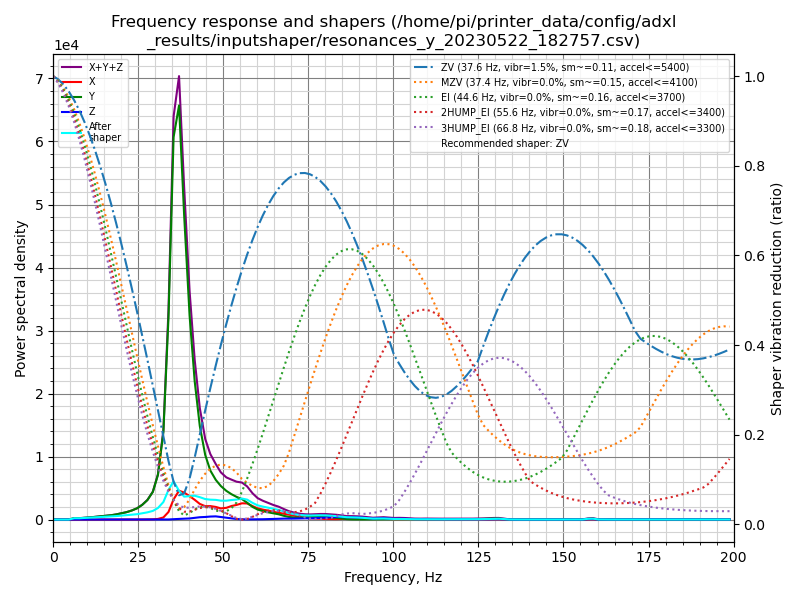 Frequency response and shapers (/home/pi/printer_data/config/adxl
_results/inputshaper/resonances_y_20230522_182757.csv)
1e4
X+Y+Z
X
Y
Z
After
shaper
ZV (37.6 Hz, vibr=1.5%, sm~=0.11, accel<=5400)
MZV (37.4 Hz, vibr=0.0%, sm~=0.15, accel<=4100)
EI (44.6 Hz, vibr=0.0%, sm~=0.16, accel<=3700)
2HUMP_EI (55.6 Hz, vibr=0.0%, sm~=0.17, accel<=3400)
3HUMP_EI (66.8 Hz, vibr=0.0%, sm~=0.18, accel<=3300)
Recommended shaper: ZV
Power spectral density
7
6
5
4
3
2
1
0
1.0
0.8
0.6
0.4
0.2
0.0
Shaper vibration reduction (ratio)
0 25 50 75 100 125 150 175 200
Frequency, Hz